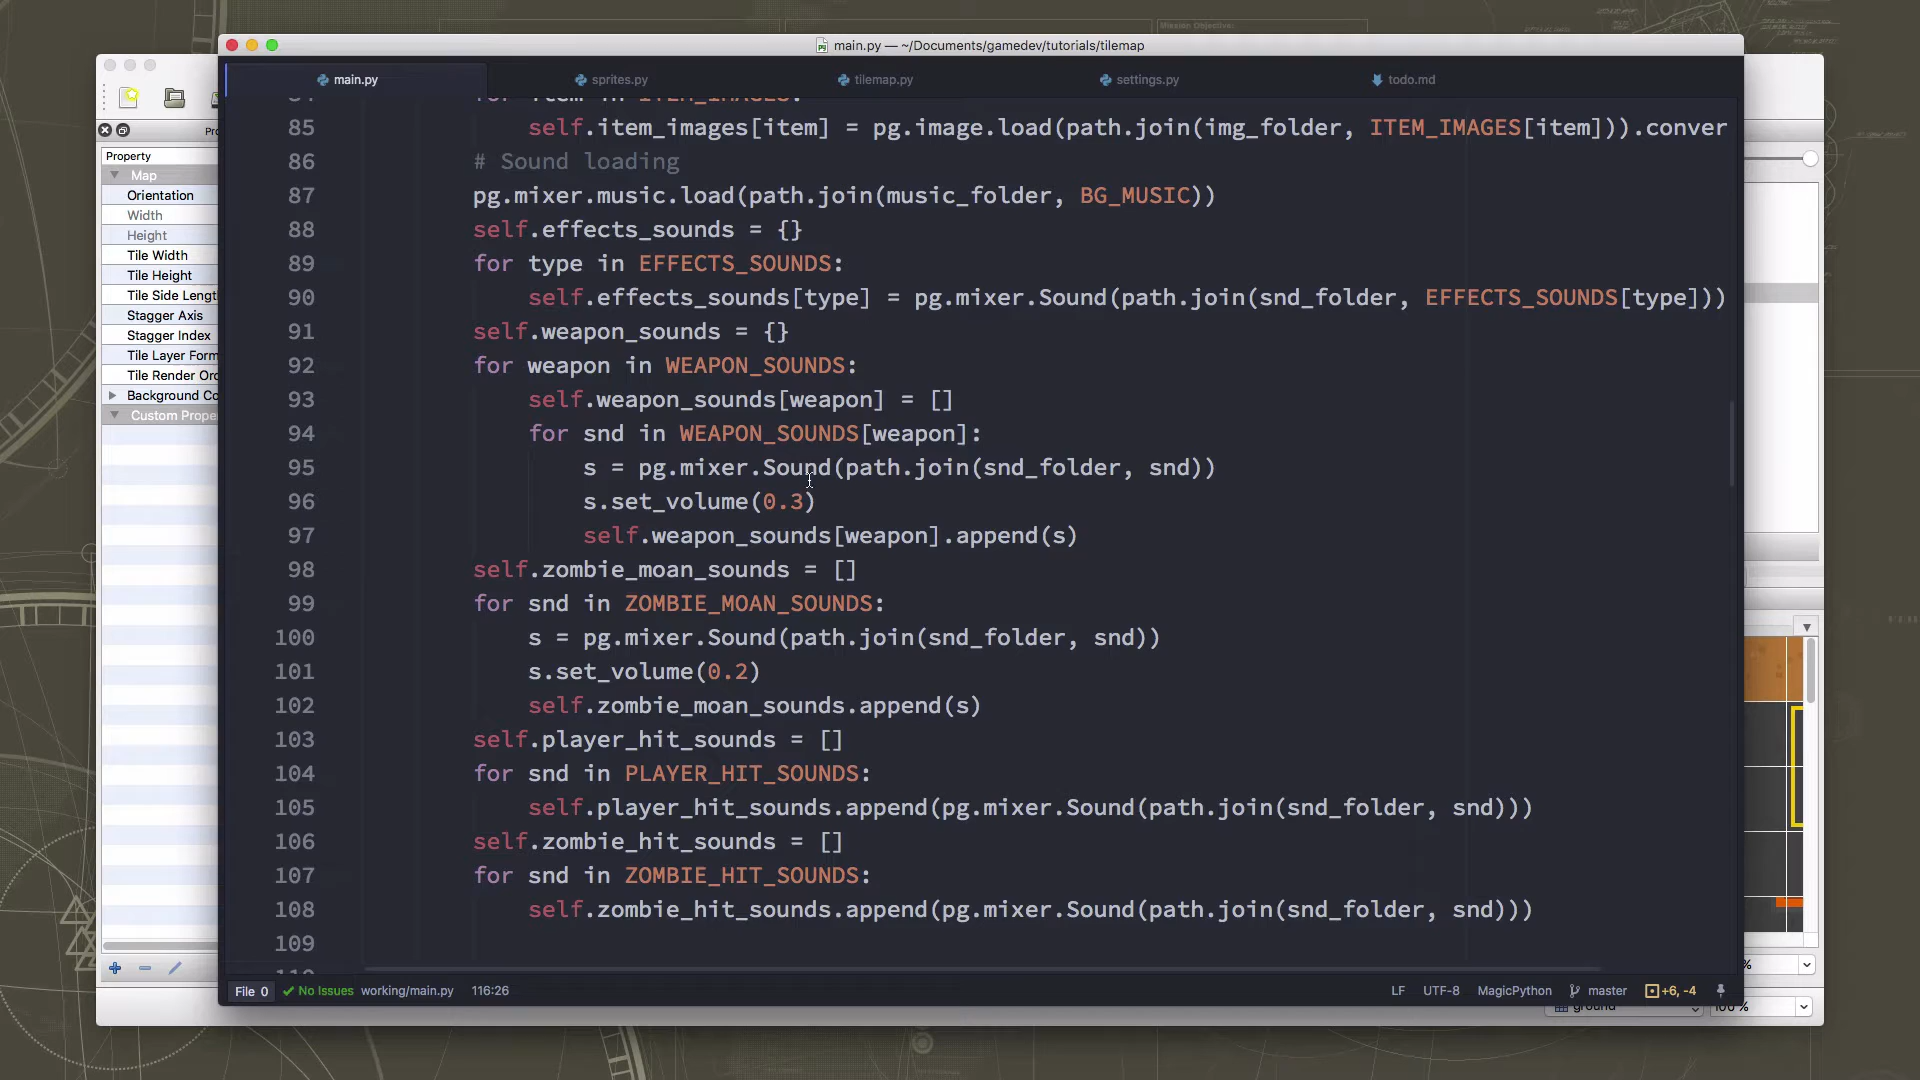 Mission Objective:
main.py — ~/Documents/gamedev/tutorials/tilemap
main.py
sprites.py
tilemap.py
settings.py
todo.md
Property
Map
Orientation
Width
Height
Tile Width
Tile Height
Tile Side Lengt
Stagger Axis
Stagger Index
Tile Layer Form
Tile Render Orc
Background Co
Custom Prope
84 for item in ITEM_IMAGES:
85 self.item_images[item] = pg.image.load(path.join(img_folder, ITEM_IMAGES[item])).conver
86 # Sound loading
87 pg.mixer.music.load(path.join(music_folder, BG_MUSIC))
88 self.effects_sounds = {}
89 for type in EFFECTS_SOUNDS:
90 self.effects_sounds[type] = pg.mixer.Sound(path.join(snd_folder, EFFECTS_SOUNDS[type]))
91 self.weapon_sounds = {}
92 for weapon in WEAPON_SOUNDS:
93 self.weapon_sounds[weapon] = []
94 for snd in WEAPON_SOUNDS[weapon]:
95 s = pg.mixer.Sound(path.join(snd_folder, snd))
96 s.set_volume(0.3)
97 self.weapon_sounds[weapon].append(s)
98 self.zombie_moan_sounds = []
99 for snd in ZOMBIE_MOAN_SOUNDS:
100 s = pg.mixer.Sound(path.join(snd_folder, snd))
101 s.set_volume(0.2)
102 self.zombie_moan_sounds.append(s)
103 self.player_hit_sounds = []
104 for snd in PLAYER_HIT_SOUNDS:
105 self.player_hit_sounds.append(pg.mixer.Sound(path.join(snd_folder, snd)))
106 self.zombie_hit_sounds = []
107 for snd in ZOMBIE_HIT_SOUNDS:
108 self.zombie_hit_sounds.append(pg.mixer.Sound(path.join(snd_folder, snd)))
109
File 0 No Issues working/main.py 116:26 LF UTF-8 MagicPython master +6, -4
%
ground 100 %